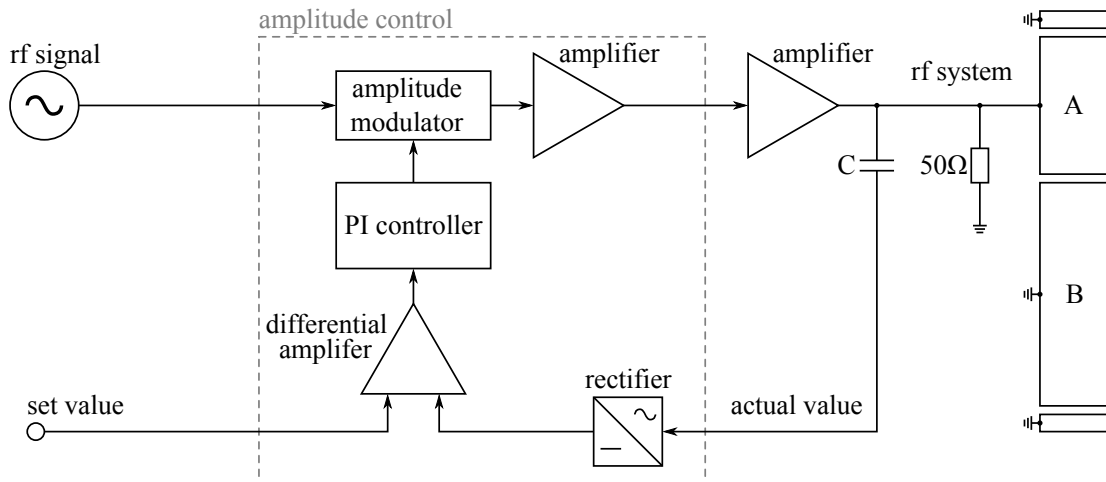 amplitude control
rf signal
amplifier
amplifier
rf system
amplitude
modulator
A
C
50Ω
PI controller
B
differential
amplifer
rectifier
set value
actual value